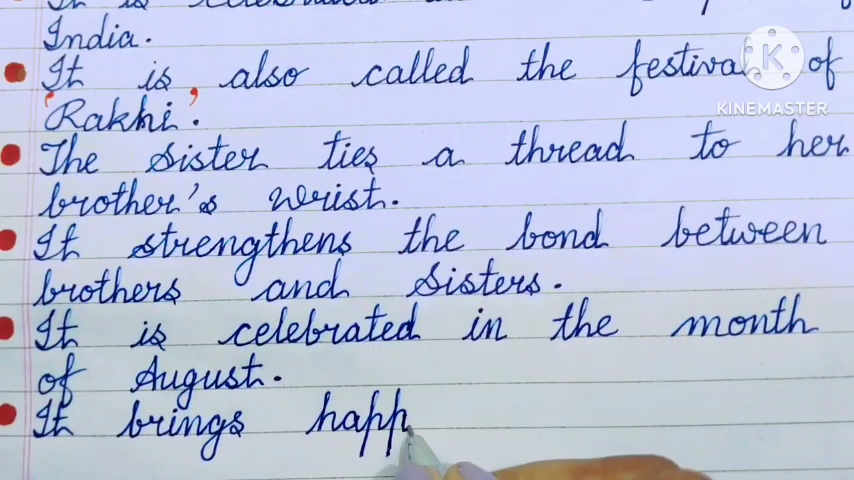 India.
It is also called the festival of
'Rakhi'.
The sister ties a thread to her
brother's wrist.
It strengthens the bond between
brothers and sisters.
It is celebrated in the month
of August.
It brings happ
K
KINEMASTER